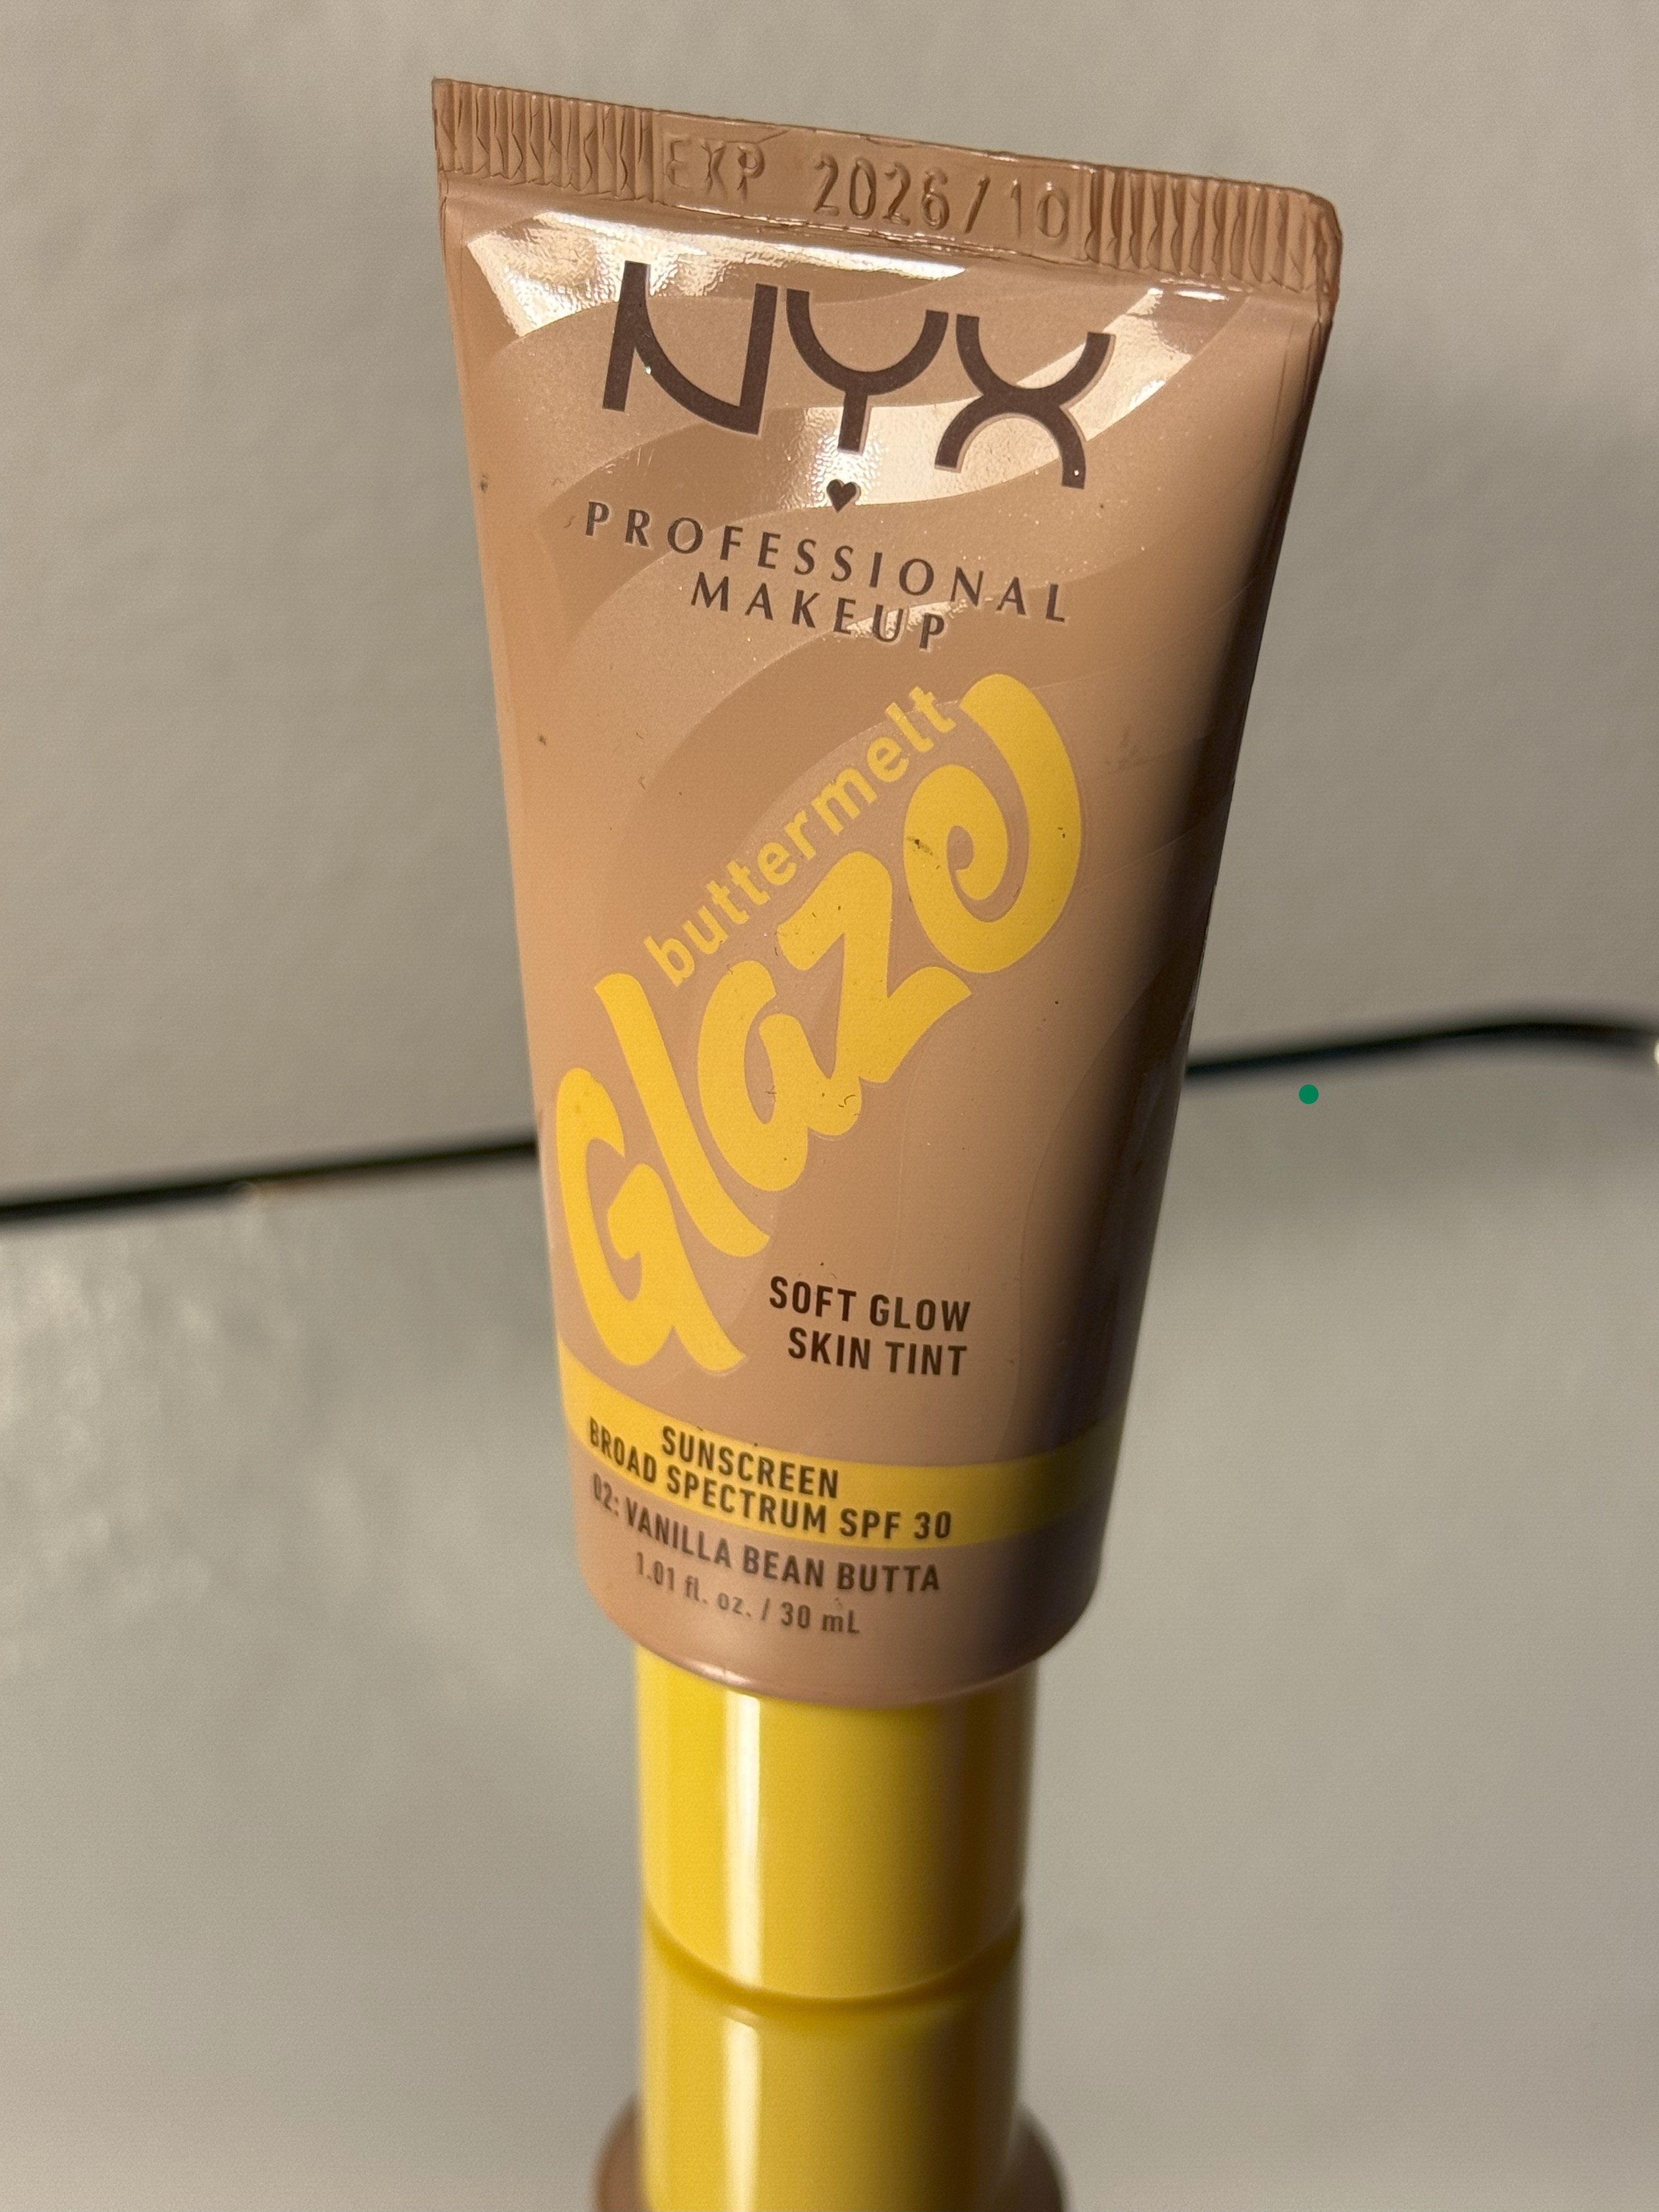 EXP 2026/10
NYX
PROFESSIONAL
MAKEUP
buttermelt
Glaze
SOFT GLOW
SKIN TINT
SUNSCREEN
BROAD SPECTRUM SPF 30
02: VANILLA BEAN BUTTA
1.01 fl. oz. / 30 mL